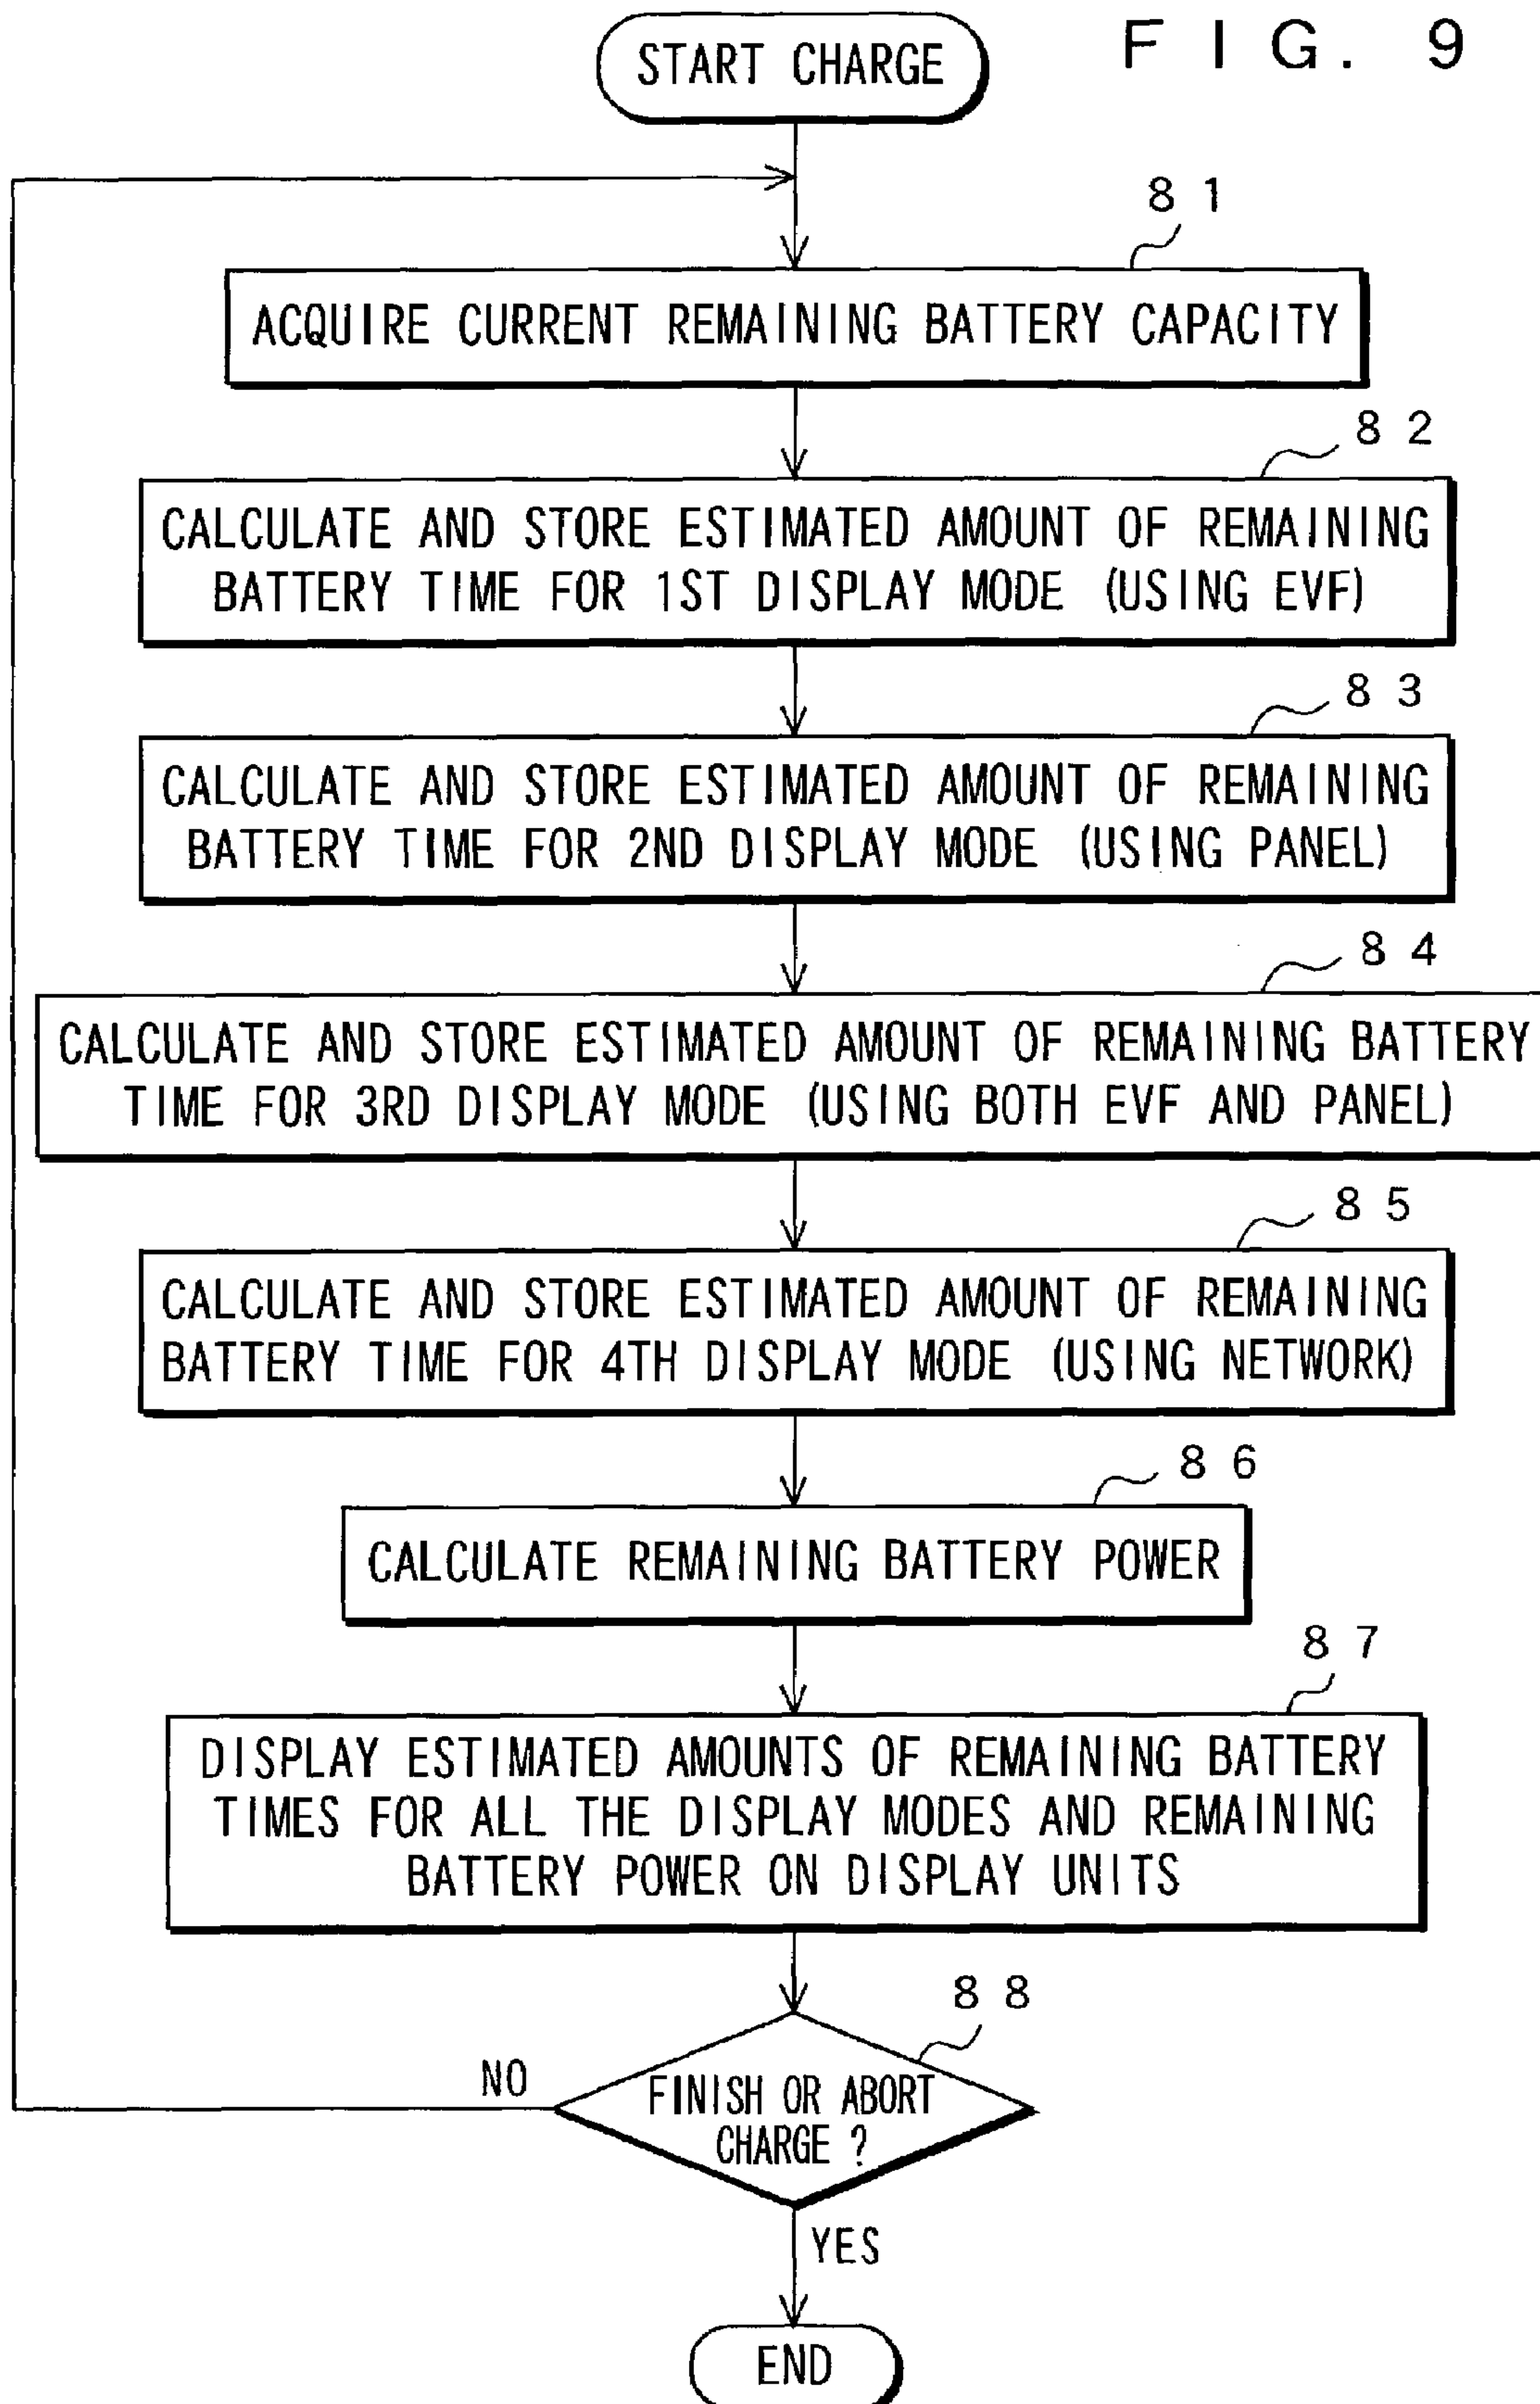 START CHARGE
F I G. 9
8 1
ACQUIRE CURRENT REMAINING BATTERY CAPACITY
8 2
CALCULATE AND STORE ESTIMATED AMOUNT OF REMAINING
BATTERY TIME FOR 1ST DISPLAY MODE (USING EVF)
8 3
CALCULATE AND STORE ESTIMATED AMOUNT OF REMAINING
BATTERY TIME FOR 2ND DISPLAY MODE (USING PANEL)
8 4
CALCULATE AND STORE ESTIMATED AMOUNT OF REMAINING BATTERY
TIME FOR 3RD DISPLAY MODE (USING BOTH EVF AND PANEL)
8 5
CALCULATE AND STORE ESTIMATED AMOUNT OF REMAINING
BATTERY TIME FOR 4TH DISPLAY MODE (USING NETWORK)
8 6
CALCULATE REMAINING BATTERY POWER
8 7
DISPLAY ESTIMATED AMOUNTS OF REMAINING BATTERY
TIMES FOR ALL THE DISPLAY MODES AND REMAINING
BATTERY POWER ON DISPLAY UNITS
8 8
NO
FINISH OR ABORT
CHARGE ?
YES
END